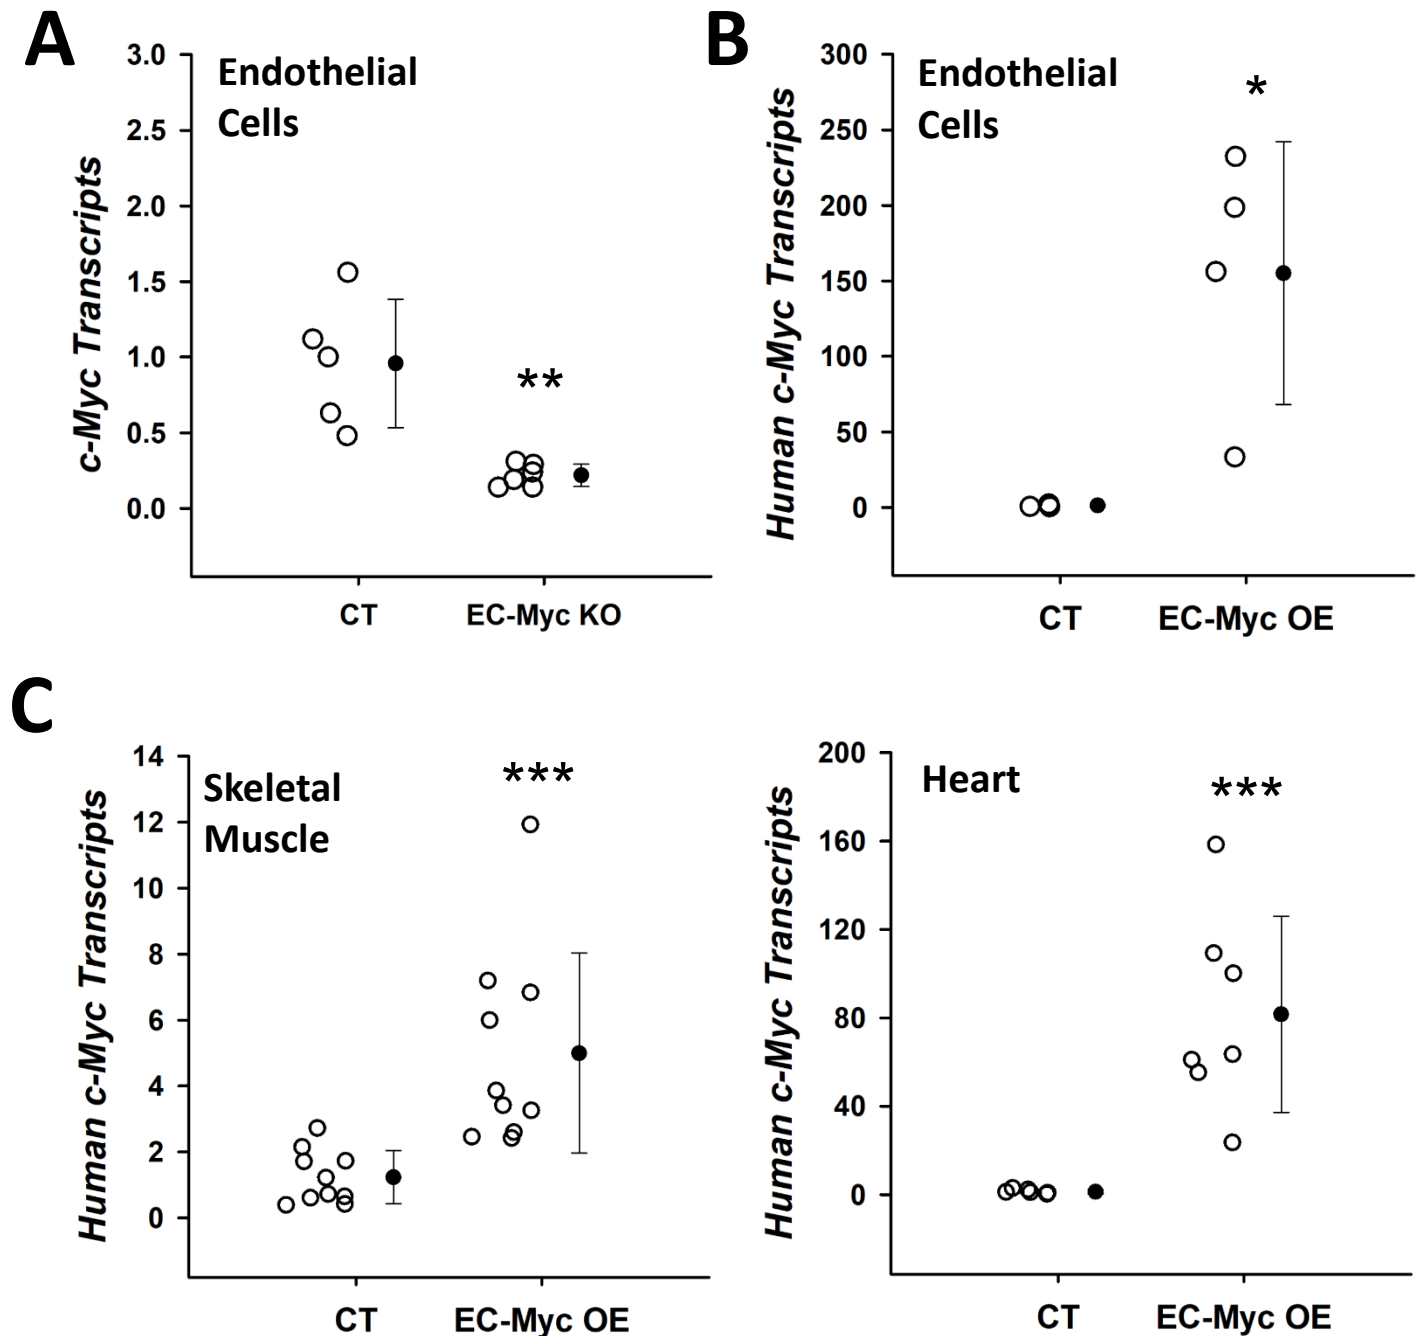 A
Endothelial
Cells
c-Myc Transcripts
3.0
2.5
2.0
1.5
1.0
0.5
0.0
**
CT
EC-Myc KO
B
Endothelial
Cells
Human c-Myc Transcripts
300
250
200
150
100
50
0
*
CT
EC-Myc OE
C
Skeletal
Muscle
Human c-Myc Transcripts
14
12
10
8
6
4
2
0
***
CT
EC-Myc OE
Heart
Human c-Myc Transcripts
200
160
120
80
40
0
***
CT
EC-Myc OE